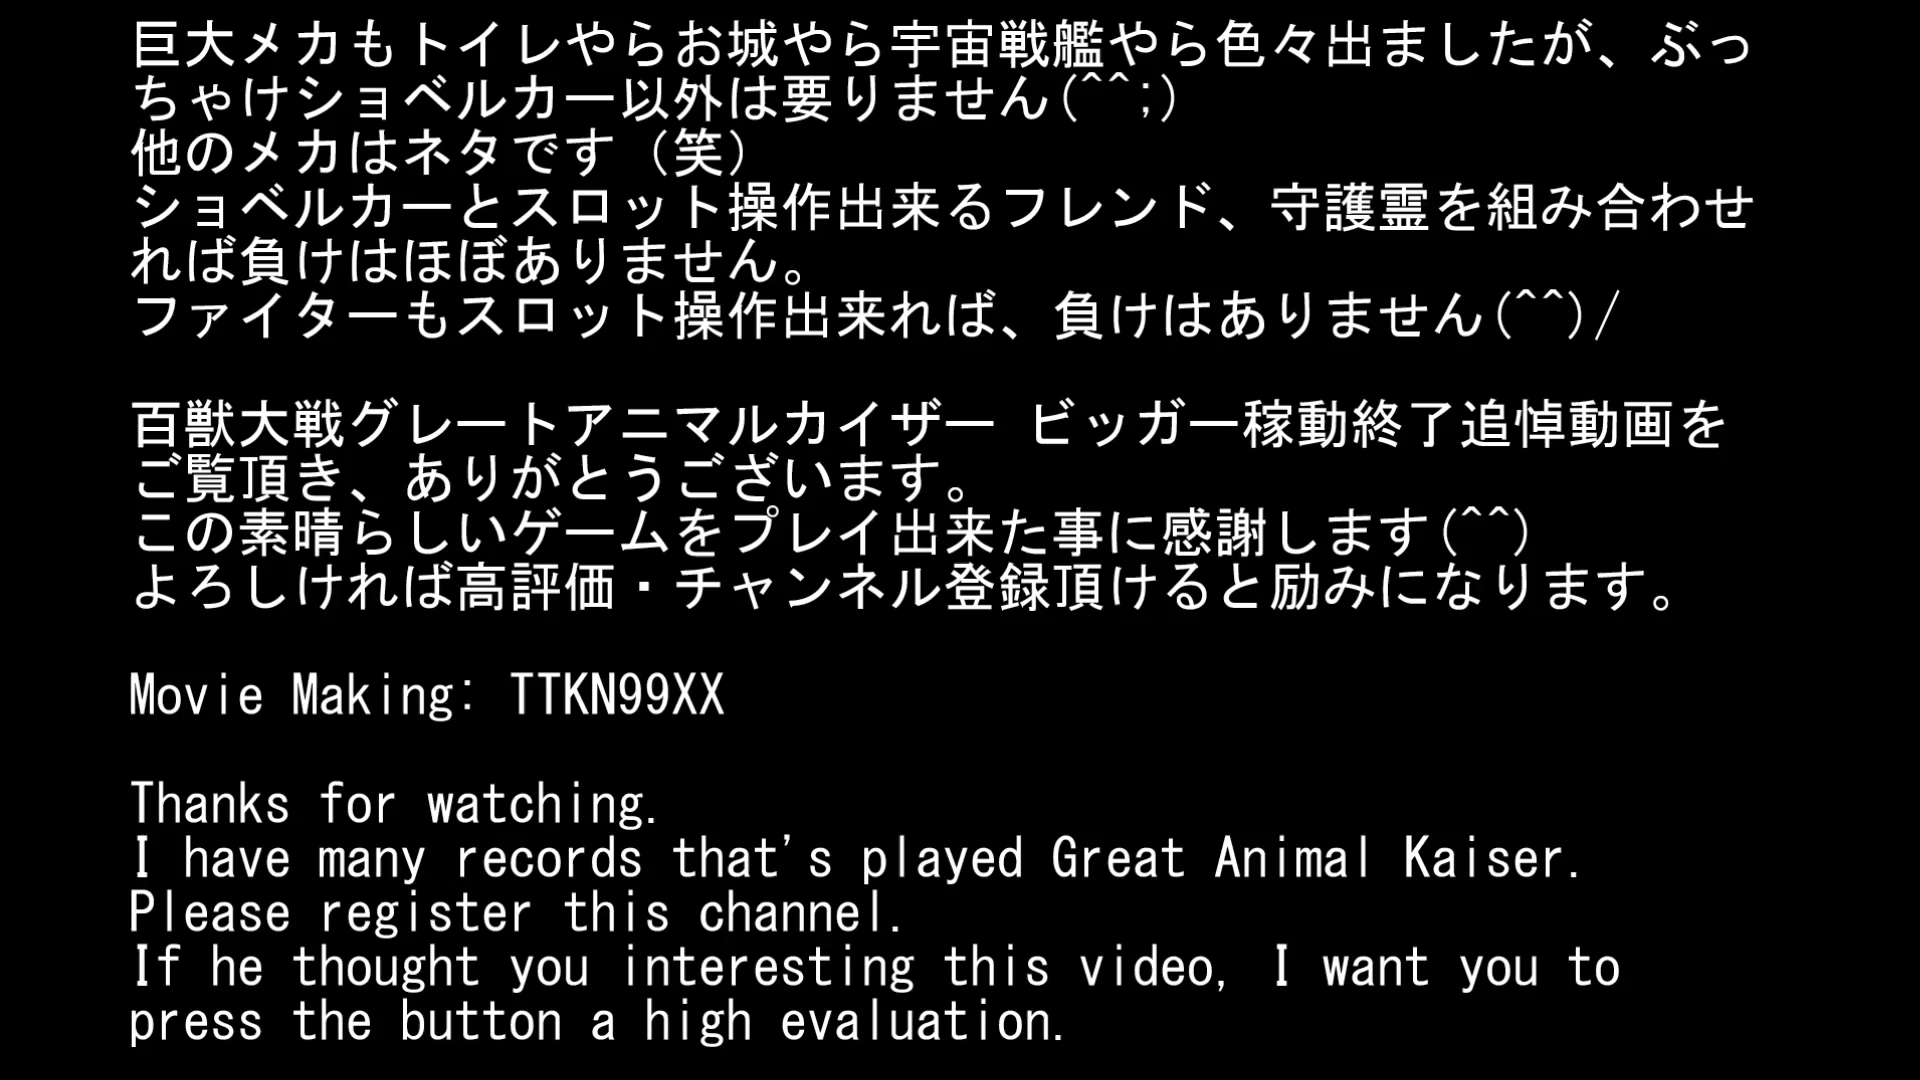 巨大メカもトイレやらお城やら宇宙戦艦やら色々出ましたが、ぶっ
ちゃけショベルカー以外は要りません(^^;)
他のメカはネタです（笑）
ショベルカーとスロット操作出来るフレンド、守護霊を組み合わせ
れば負けはほぼありません。
ファイターもスロット操作出来れば、負けはありません(^^)/
百獣大戦グレートアニマルカイザー ビッガー稼動終了追悼動画を
ご覧頂き、ありがとうございます。
この素晴らしいゲームをプレイ出来た事に感謝します(^^)
よろしければ高評価・チャンネル登録頂けると励みになります。
Movie Making: TTKN99XX
Thanks for watching.
I have many records that's played Great Animal Kaiser.
Please register this channel.
If he thought you interesting this video, I want you to
press the button a high evaluation.